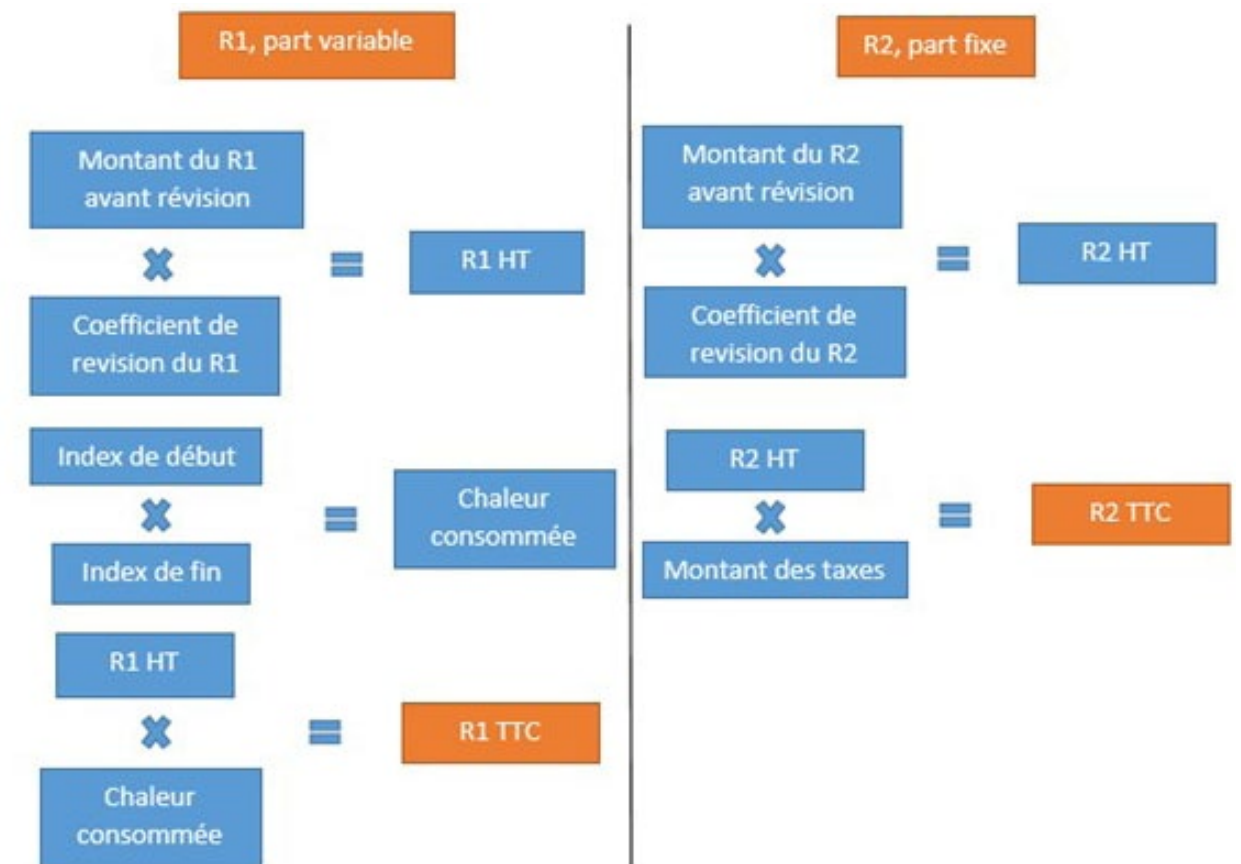 R1, part variable
Montant du R1
avant révision
R1 HT
Coefficient de
revision du R1
Index de début
Chaleur
consommée
Index de fin
R1 HT
R1 TTC
Chaleur
consommée
R2, part fixe
Montant du R2
avant révision
R2 HT
Coefficient de
revision du R2
R2 HT
R2 TTC
Montant des taxes